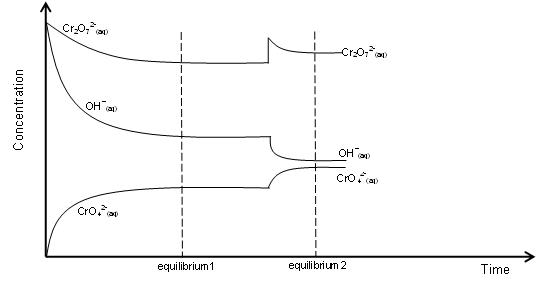 Cr₂O₇²⁻(aq)
Cr₂O₇²⁻(aq)
Concentration
OH⁻(aq)
OH⁻(aq)
CrO₄²⁻(aq)
CrO₄²⁻(aq)
equilibrium1
equilibrium 2
Time